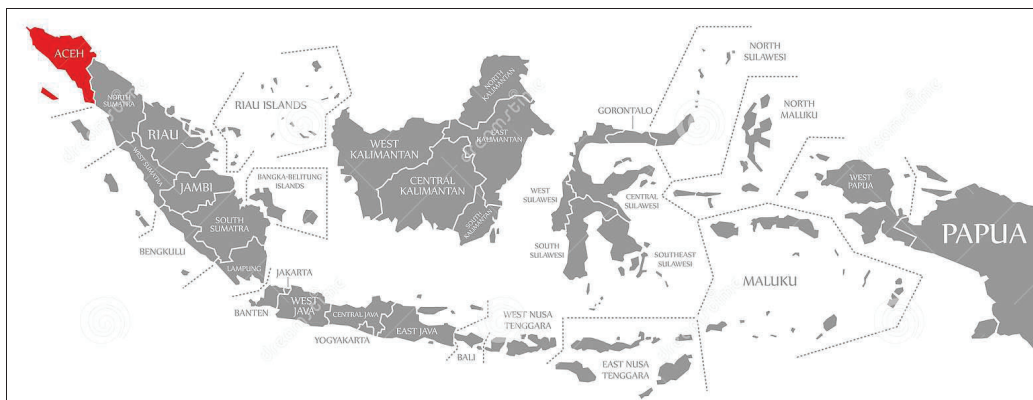 ACEH
NORTH
SUMATRA
RIAU
RIAU ISLANDS
WEST SUMATRA
JAMBI
BANGKA-BELITUNG
ISLANDS
SOUTH
SUMATRA
BENGKULU
LAMPUNG
JAKARTA
BANTEN
WEST
JAVA
CENTRAL JAVA
YOGYAKARTA
EAST JAVA
BALI
WEST NUSA
TENGGARA
EAST NUSA
TENGGARA
WEST
KALIMANTAN
CENTRAL
KALIMANTAN
NORTH
KALIMANTAN
EAST
KALIMANTAN
SOUTH
KALIMANTAN
GORONTALO
NORTH
SULAWESI
WEST
SULAWESI
CENTRAL
SULAWESI
SOUTH
SULAWESI
SOUTHEAST
SULAWESI
NORTH
MALUKU
MALUKU
WEST
PAPUA
PAPUA